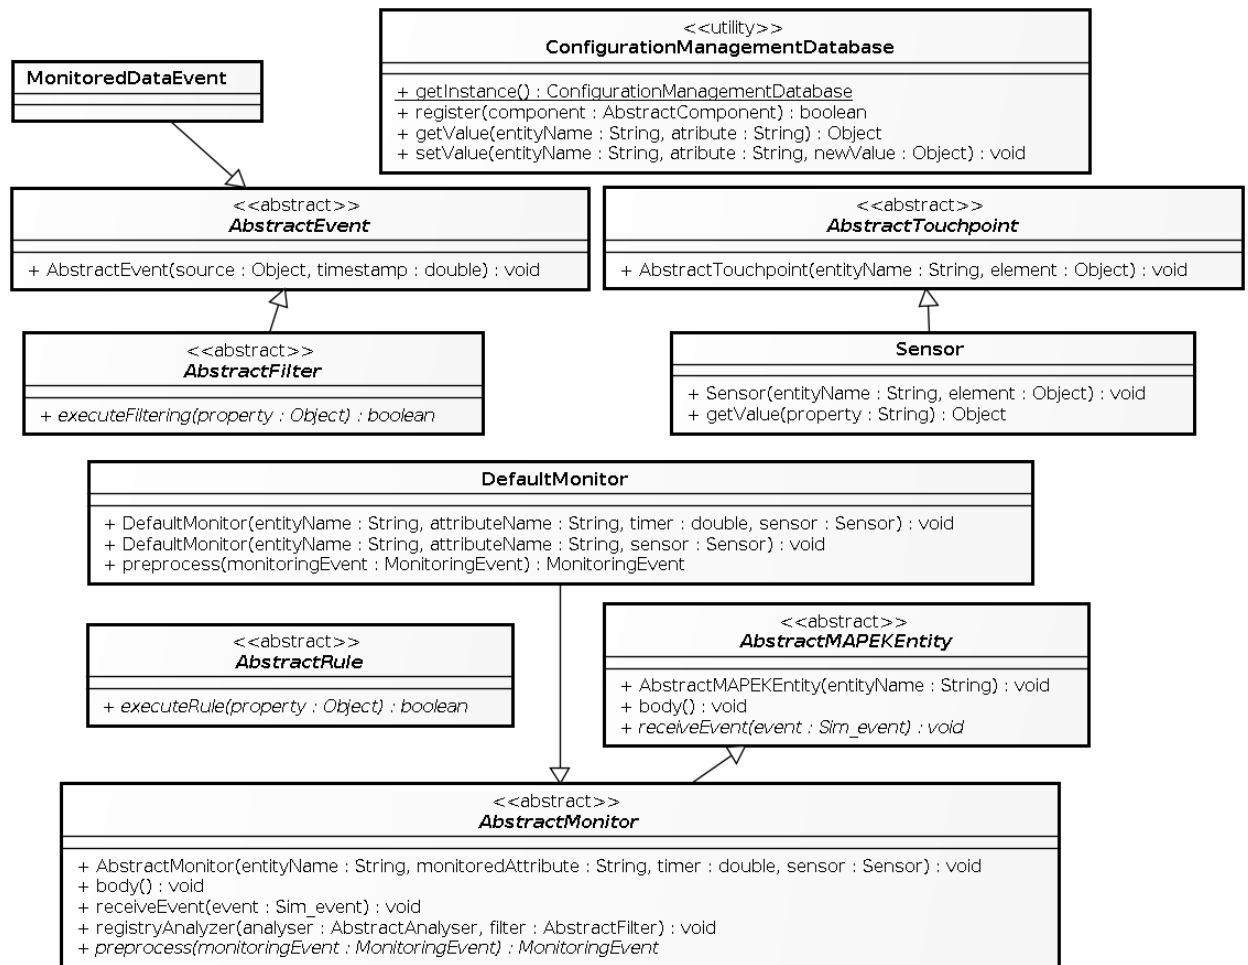 <<utility>>
ConfigurationManagementDatabase
+ getInstance() : ConfigurationManagementDatabase
+ register(component : AbstractComponent) : boolean
+ getValue(entityName : String, atribute : String) : Object
+ setValue(entityName : String, atribute : String, newValue : Object) : void
MonitoredDataEvent
<<abstract>>
AbstractEvent
+ AbstractEvent(source : Object, timestamp : double) : void
<<abstract>>
AbstractTouchpoint
+ AbstractTouchpoint(entityName : String, element : Object) : void
<<abstract>>
AbstractFilter
+ executeFiltering(property : Object) : boolean
Sensor
+ Sensor(entityName : String, element : Object) : void
+ getValue(property : String) : Object
DefaultMonitor
+ DefaultMonitor(entityName : String, attributeName : String, timer : double, sensor : Sensor) : void
+ DefaultMonitor(entityName : String, attributeName : String, sensor : Sensor) : void
+ preprocess(monitoringEvent : MonitoringEvent) : MonitoringEvent
<<abstract>>
AbstractRule
+ executeRule(property : Object) : boolean
<<abstract>>
AbstractMAPEKEntity
+ AbstractMAPEKEntity(entityName : String) : void
+ body() : void
+ receiveEvent(event : Sim_event) : void
<<abstract>>
AbstractMonitor
+ AbstractMonitor(entityName : String, monitoredAttribute : String, timer : double, sensor : Sensor) : void
+ body() : void
+ receiveEvent(event : Sim_event) : void
+ registryAnalyzer(analyser : AbstractAnalyser, filter : AbstractFilter) : void
+ preprocess(monitoringEvent : MonitoringEvent) : MonitoringEvent